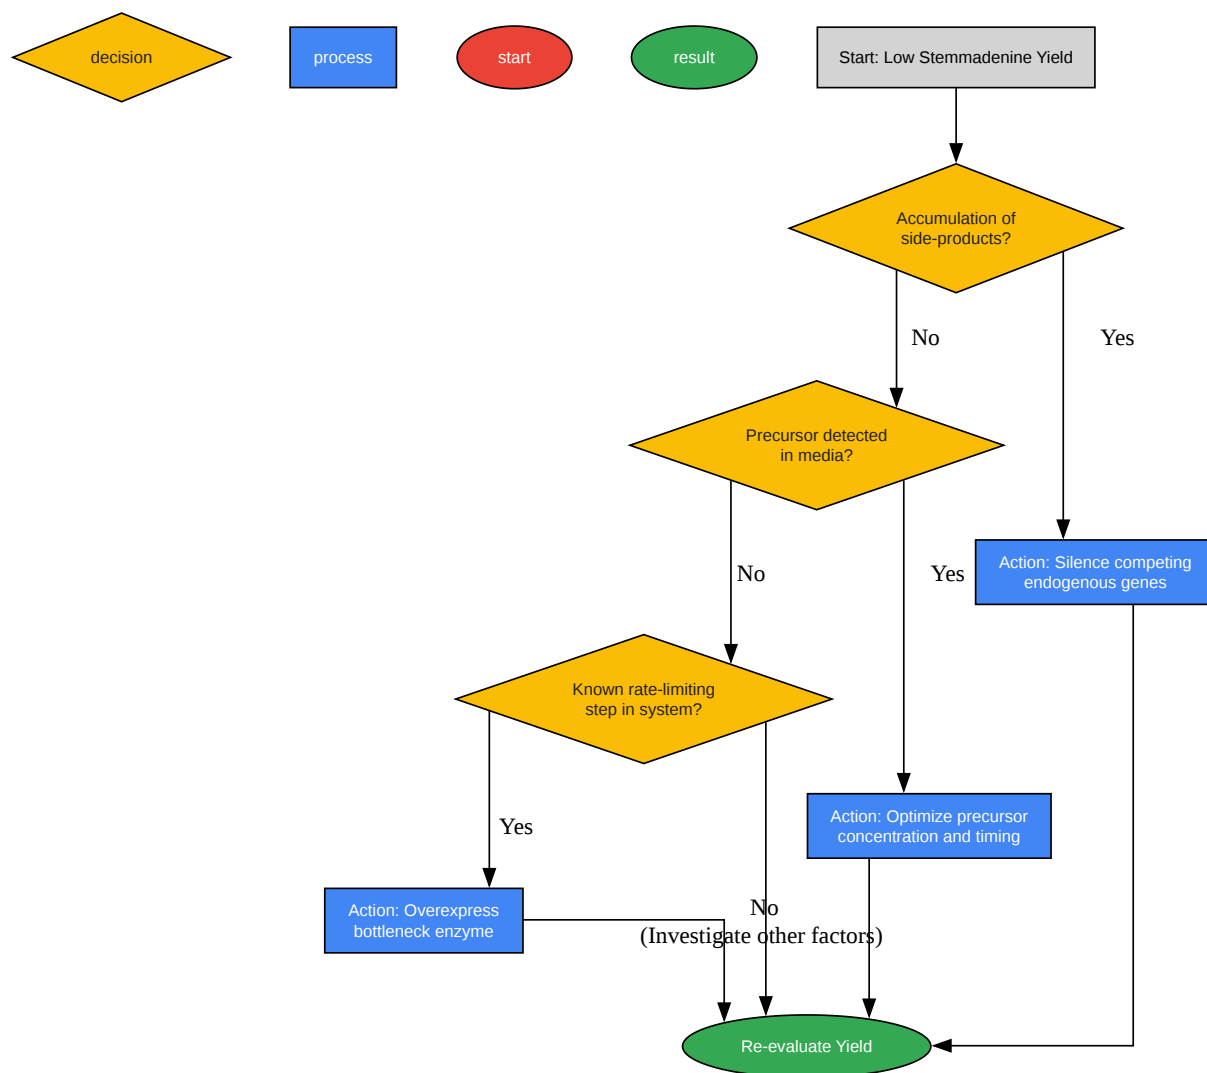 decision
process
start
result
Start: Low Stemmadenine Yield
Accumulation of
side-products?
No
Yes
Precursor detected
in media?
No
Yes
Action: Silence competing
endogenous genes
Known rate-limiting
step in system?
Yes
Action: Optimize precursor
concentration and timing
Action: Overexpress
bottleneck enzyme
No
(Investigate other factors)
Re-evaluate Yield